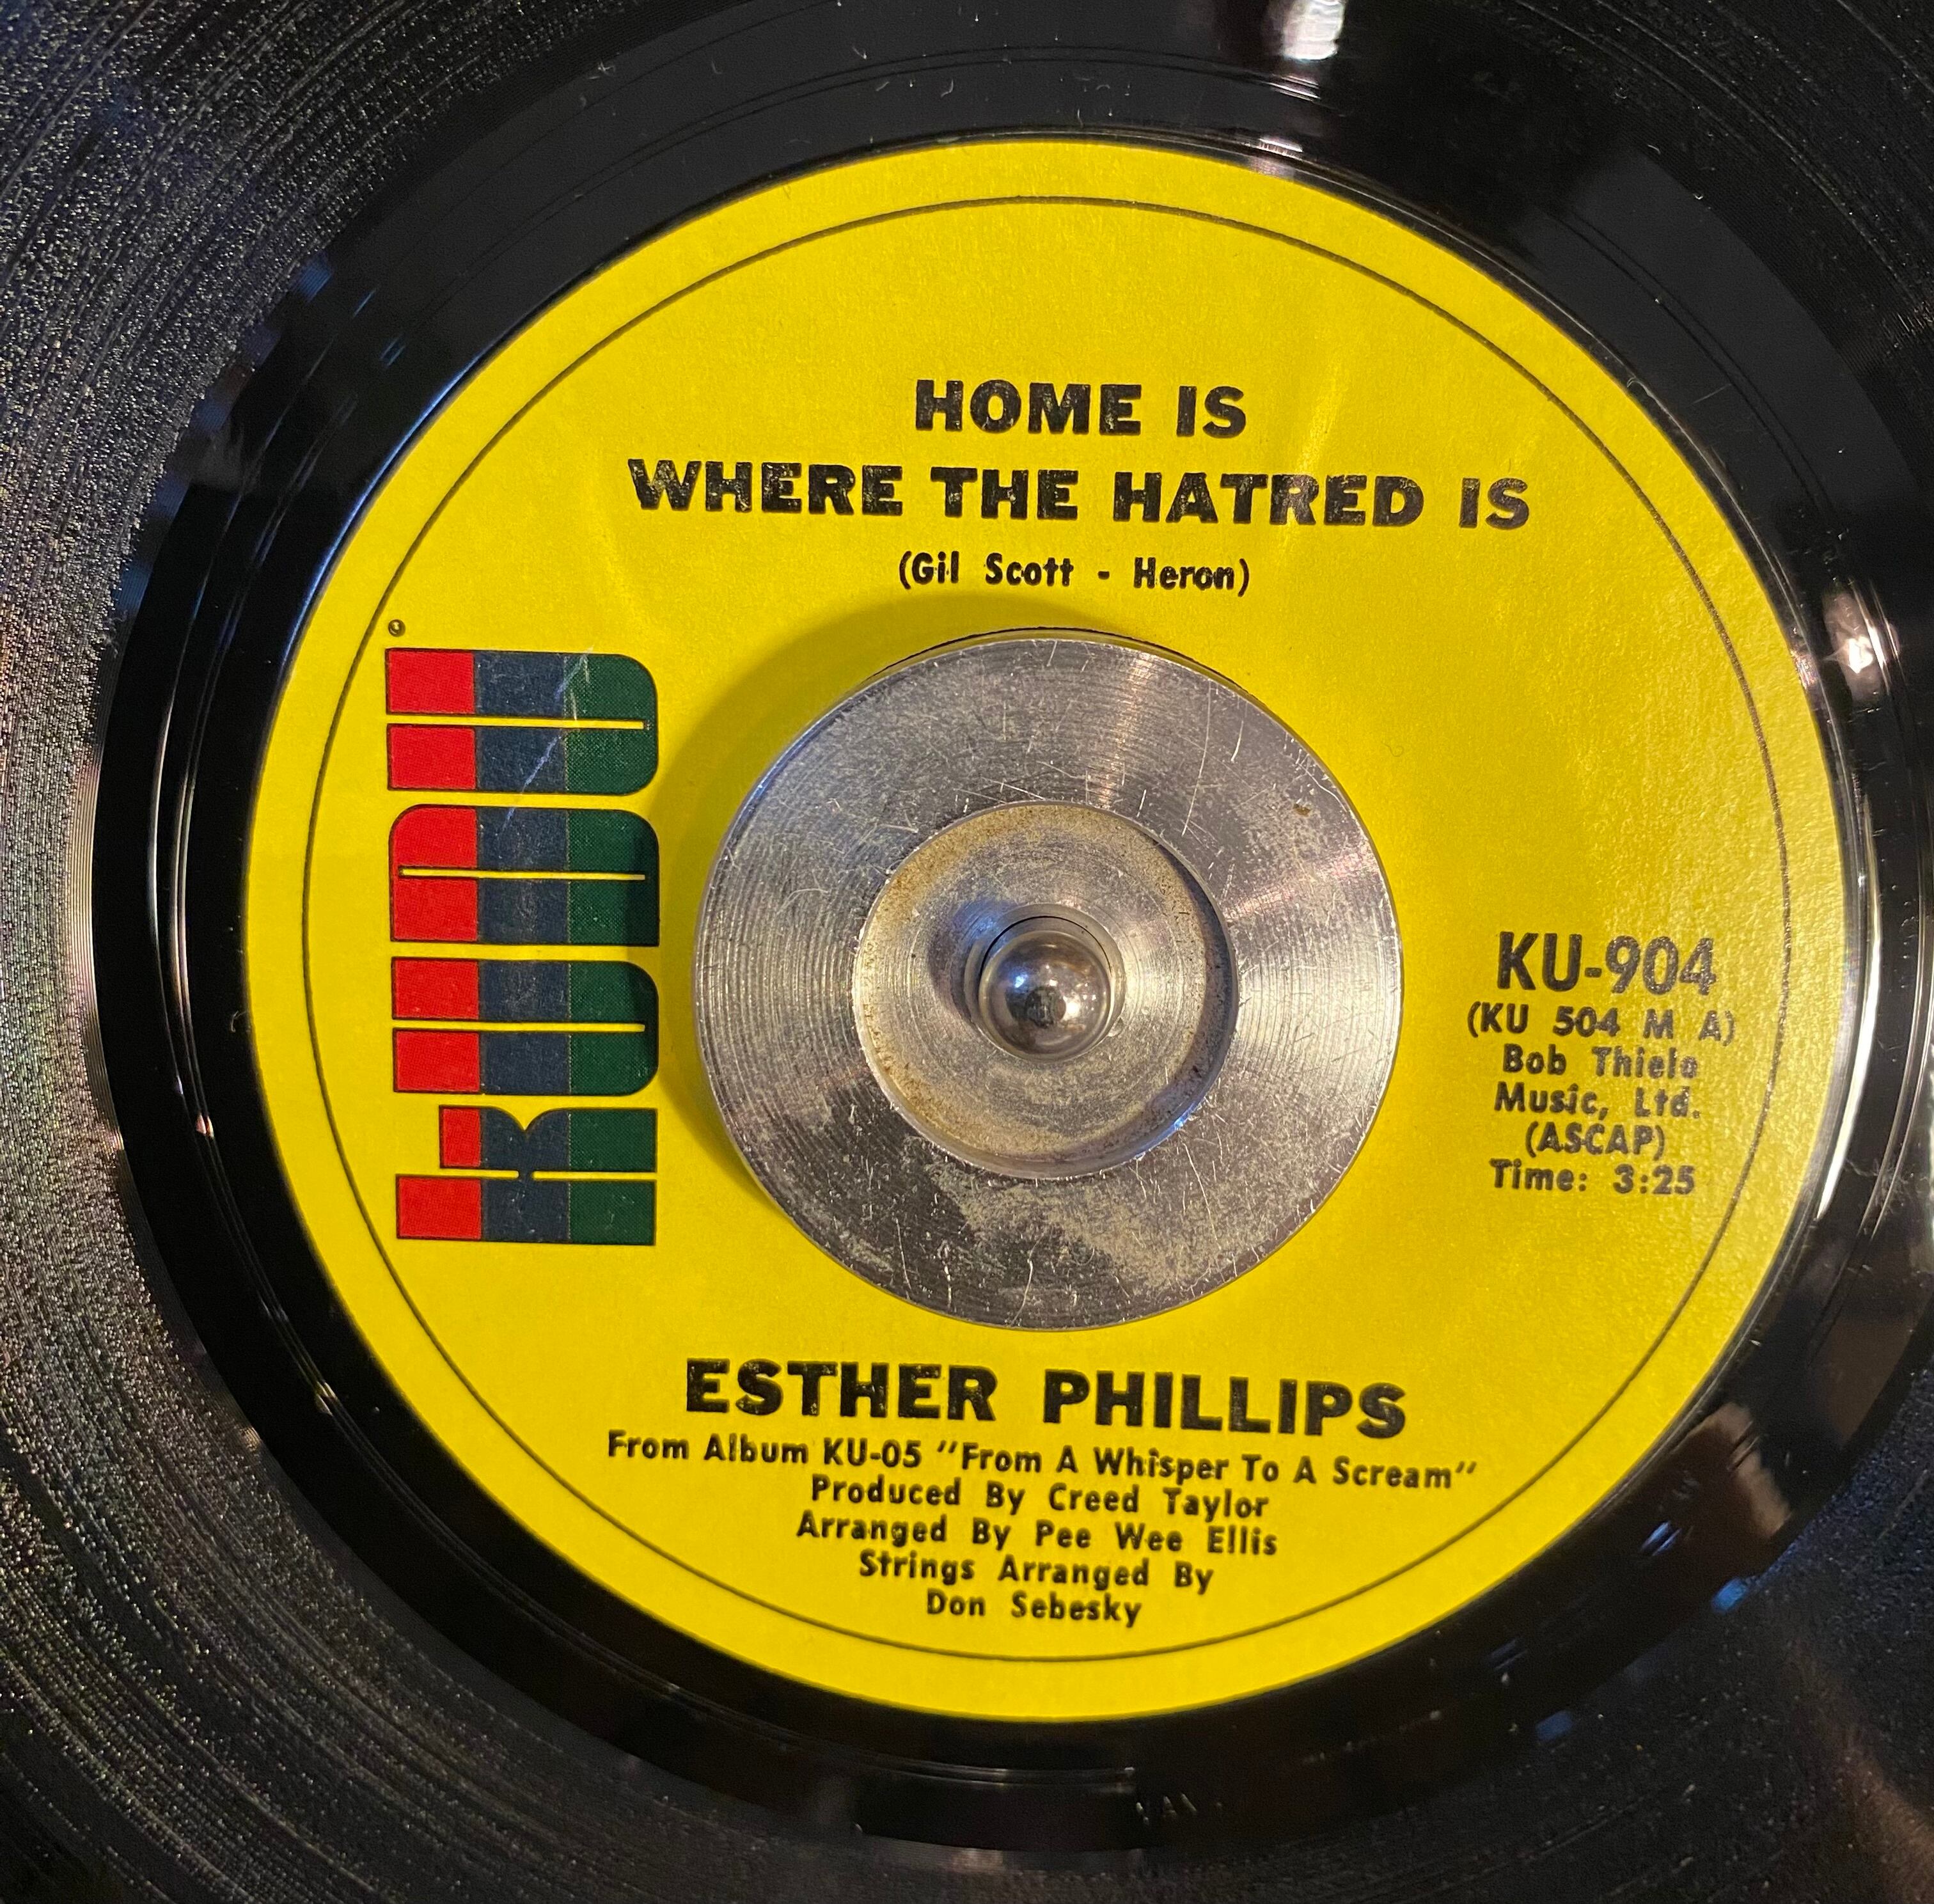 HOME IS
WHERE THE HATRED IS
(Gil Scott - Heron)
KUDU
KU-904
(KU 504 M A)
Bob Thiele
Music, Ltd.
(ASCAP)
Time: 3:25
ESTHER PHILLIPS
From Album KU-05 "From A Whisper To A Scream"
Produced By Creed Taylor
Arranged By Pee Wee Ellis
Strings Arranged By
Don Sebesky